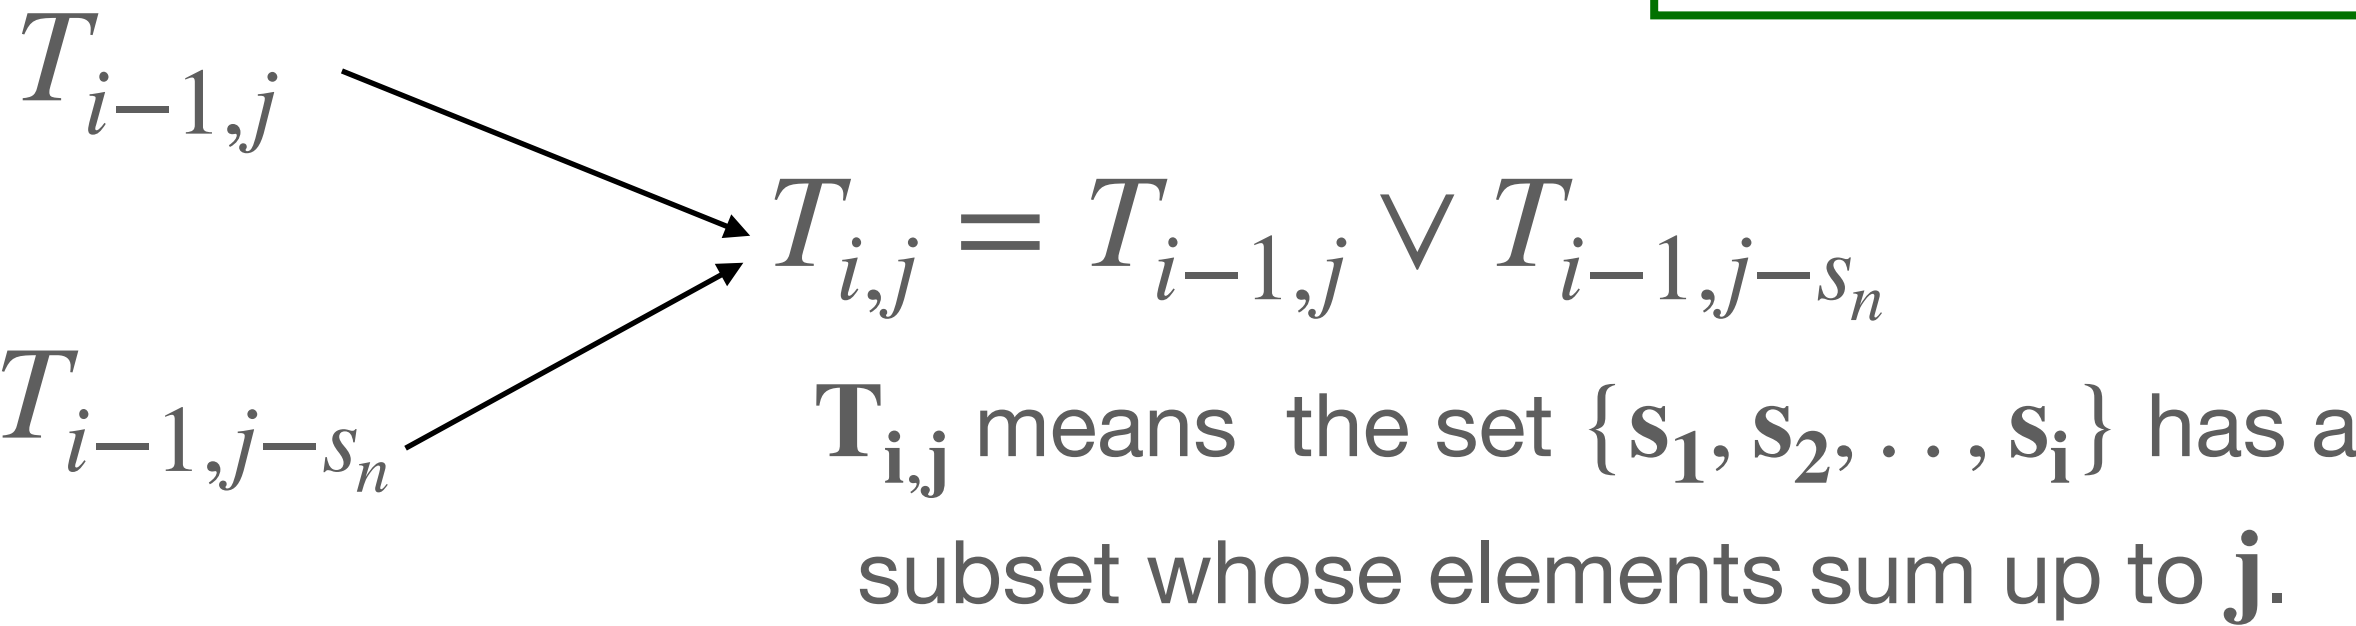 T_{i−1,j}
T_{i,j} = T_{i−1,j} ∨ T_{i−1,j−s_n}
T_{i−1,j−s_n}
T_{i,j} means the set {s_1, s_2, . . , s_i} has a
subset whose elements sum up to j.